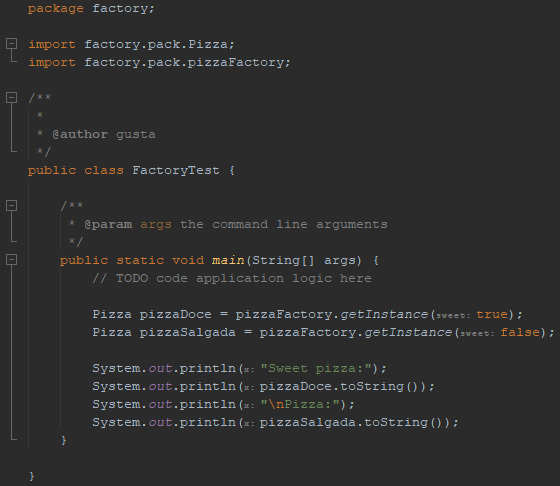 package factory;
import factory.pack.Pizza;
import factory.pack.pizzaFactory;
/**
*
* @author gusta
*/
public class FactoryTest {
/**
* @param args the command line arguments
*/
public static void main(String[] args) {
// TODO code application logic here
Pizza pizzaDoce = pizzaFactory.getInstance(sweet: true);
Pizza pizzaSalgada = pizzaFactory.getInstance(sweet: false);
System.out.println(x: "Sweet pizza:");
System.out.println(x: pizzaDoce.toString());
System.out.println(x: "\nPizza:");
System.out.println(x: pizzaSalgada.toString());
}
}